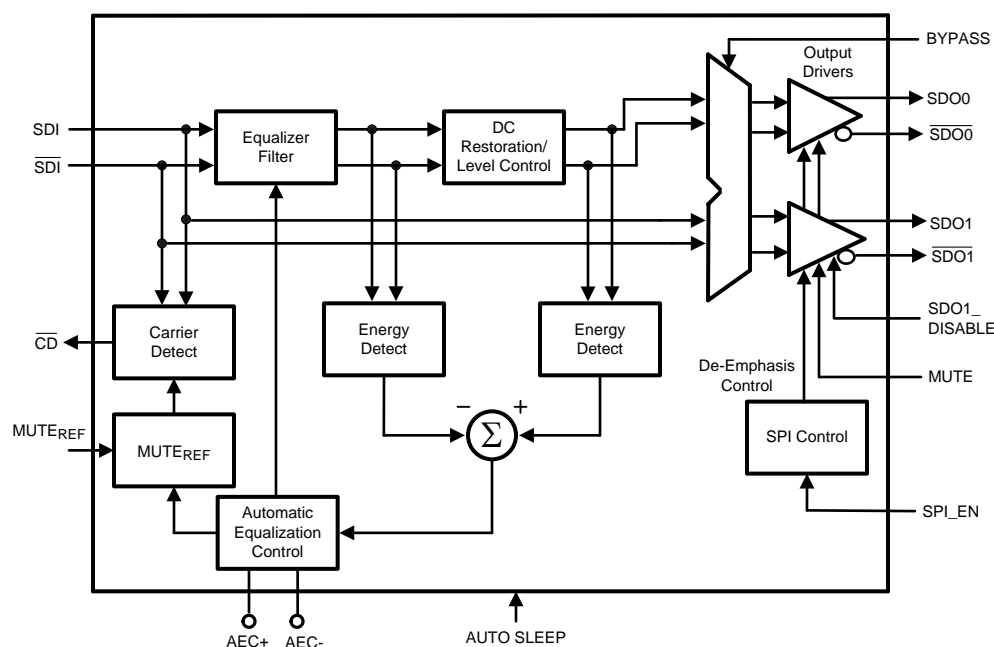 BYPASS
Output
Drivers
SDO0
SDO0
SDI
SDI
Equalizer
Filter
DC
Restoration/
Level Control
SDO1
SDO1
SDO1_
DISABLE
CD
Carrier
Detect
Energy
Detect
Energy
Detect
De-Emphasis
Control
MUTE
MUTEREF
MUTEREF
− +
Σ
SPI Control
Automatic
Equalization
Control
SPI_EN
AEC+ AEC-
AUTO SLEEP